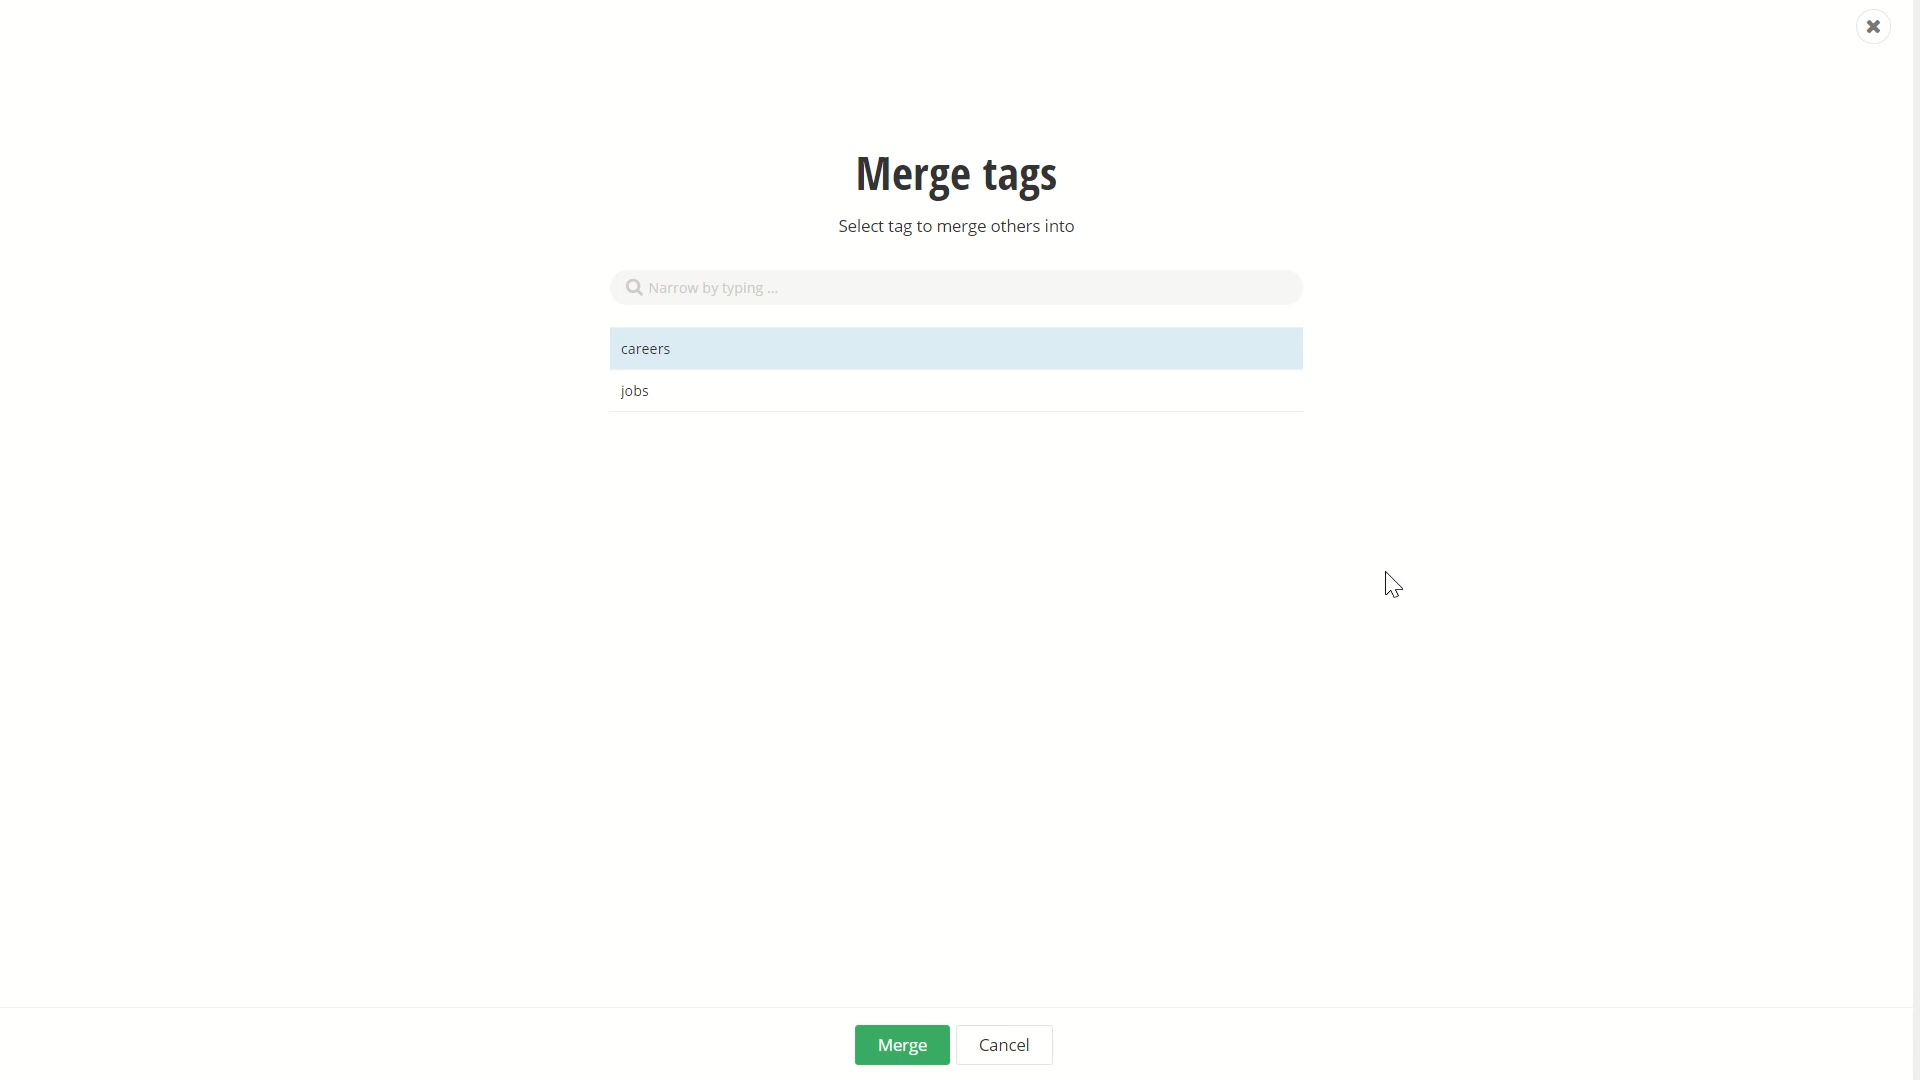 Merge tags
Select tag to merge others into
Narrow by typing ...
careers
jobs
Merge
Cancel